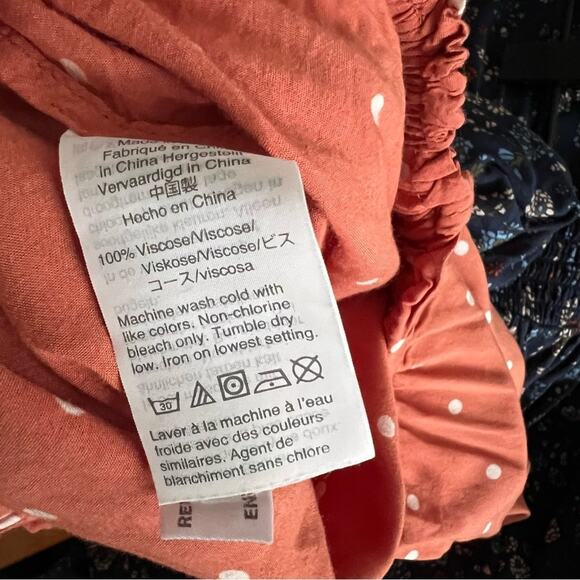 Fabriqué en
in China Hergestellt
Vervaardigd in China
中国製
Hecho en China
100% Viscose/Viscose/
Viskose/Viscose/ビス
コース/viscosa
Machine wash cold with
like colors. Non-chlorine
bleach only. Tumble dry
low. Iron on lowest setting.
30
Laver à la machine à l'eau
froide avec des couleurs
similaires. Agent de
blanchiment sans chlore
RE
EN